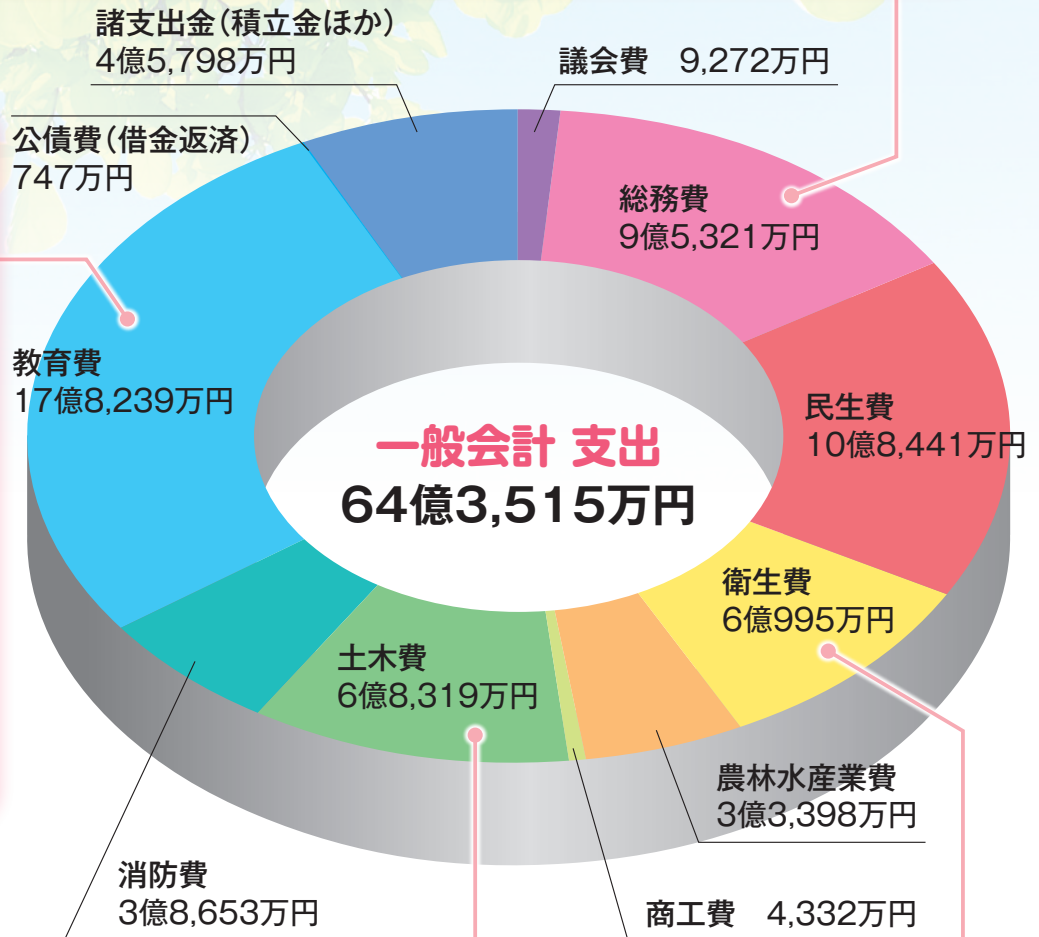 諸支出金（積立金ほか）
4億5,798万円
議会費　9,272万円
公債費（借金返済）
747万円
総務費
9億5,321万円
教育費
17億8,239万円
民生費
10億8,441万円
一般会計 支出
64億3,515万円
衛生費
6億995万円
土木費
6億8,319万円
農林水産業費
3億3,398万円
消防費
3億8,653万円
商工費　4,332万円